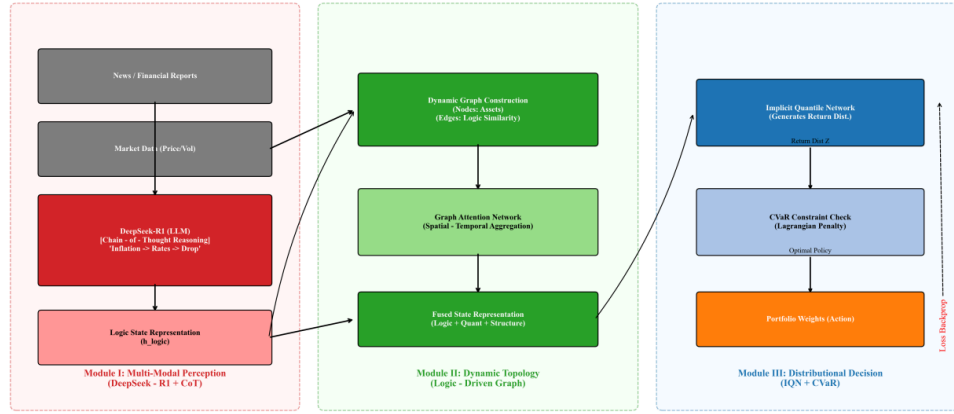 News / Financial Reports
Market Data (Price/Vol)
DeepSeek-R1 (LLM)
[Chain - of - Thought Reasoning]
'Inflation -> Rates -> Drop'
Logic State Representation
(h_logic)
Module I: Multi-Modal Perception
(DeepSeek - R1 + CoT)
Dynamic Graph Construction
(Nodes: Assets)
(Edges: Logic Similarity)
Graph Attention Network
(Spatial - Temporal Aggregation)
Fused State Representation
(Logic + Quant + Structure)
Module II: Dynamic Topology
(Logic - Driven Graph)
Implicit Quantile Network
(Generates Return Dist.)
Return Dist Z
CVaR Constraint Check
(Lagrangian Penalty)
Optimal Policy
Portfolio Weights (Action)
Module III: Distributional Decision
(IQN + CVaR)
Loss Backprop